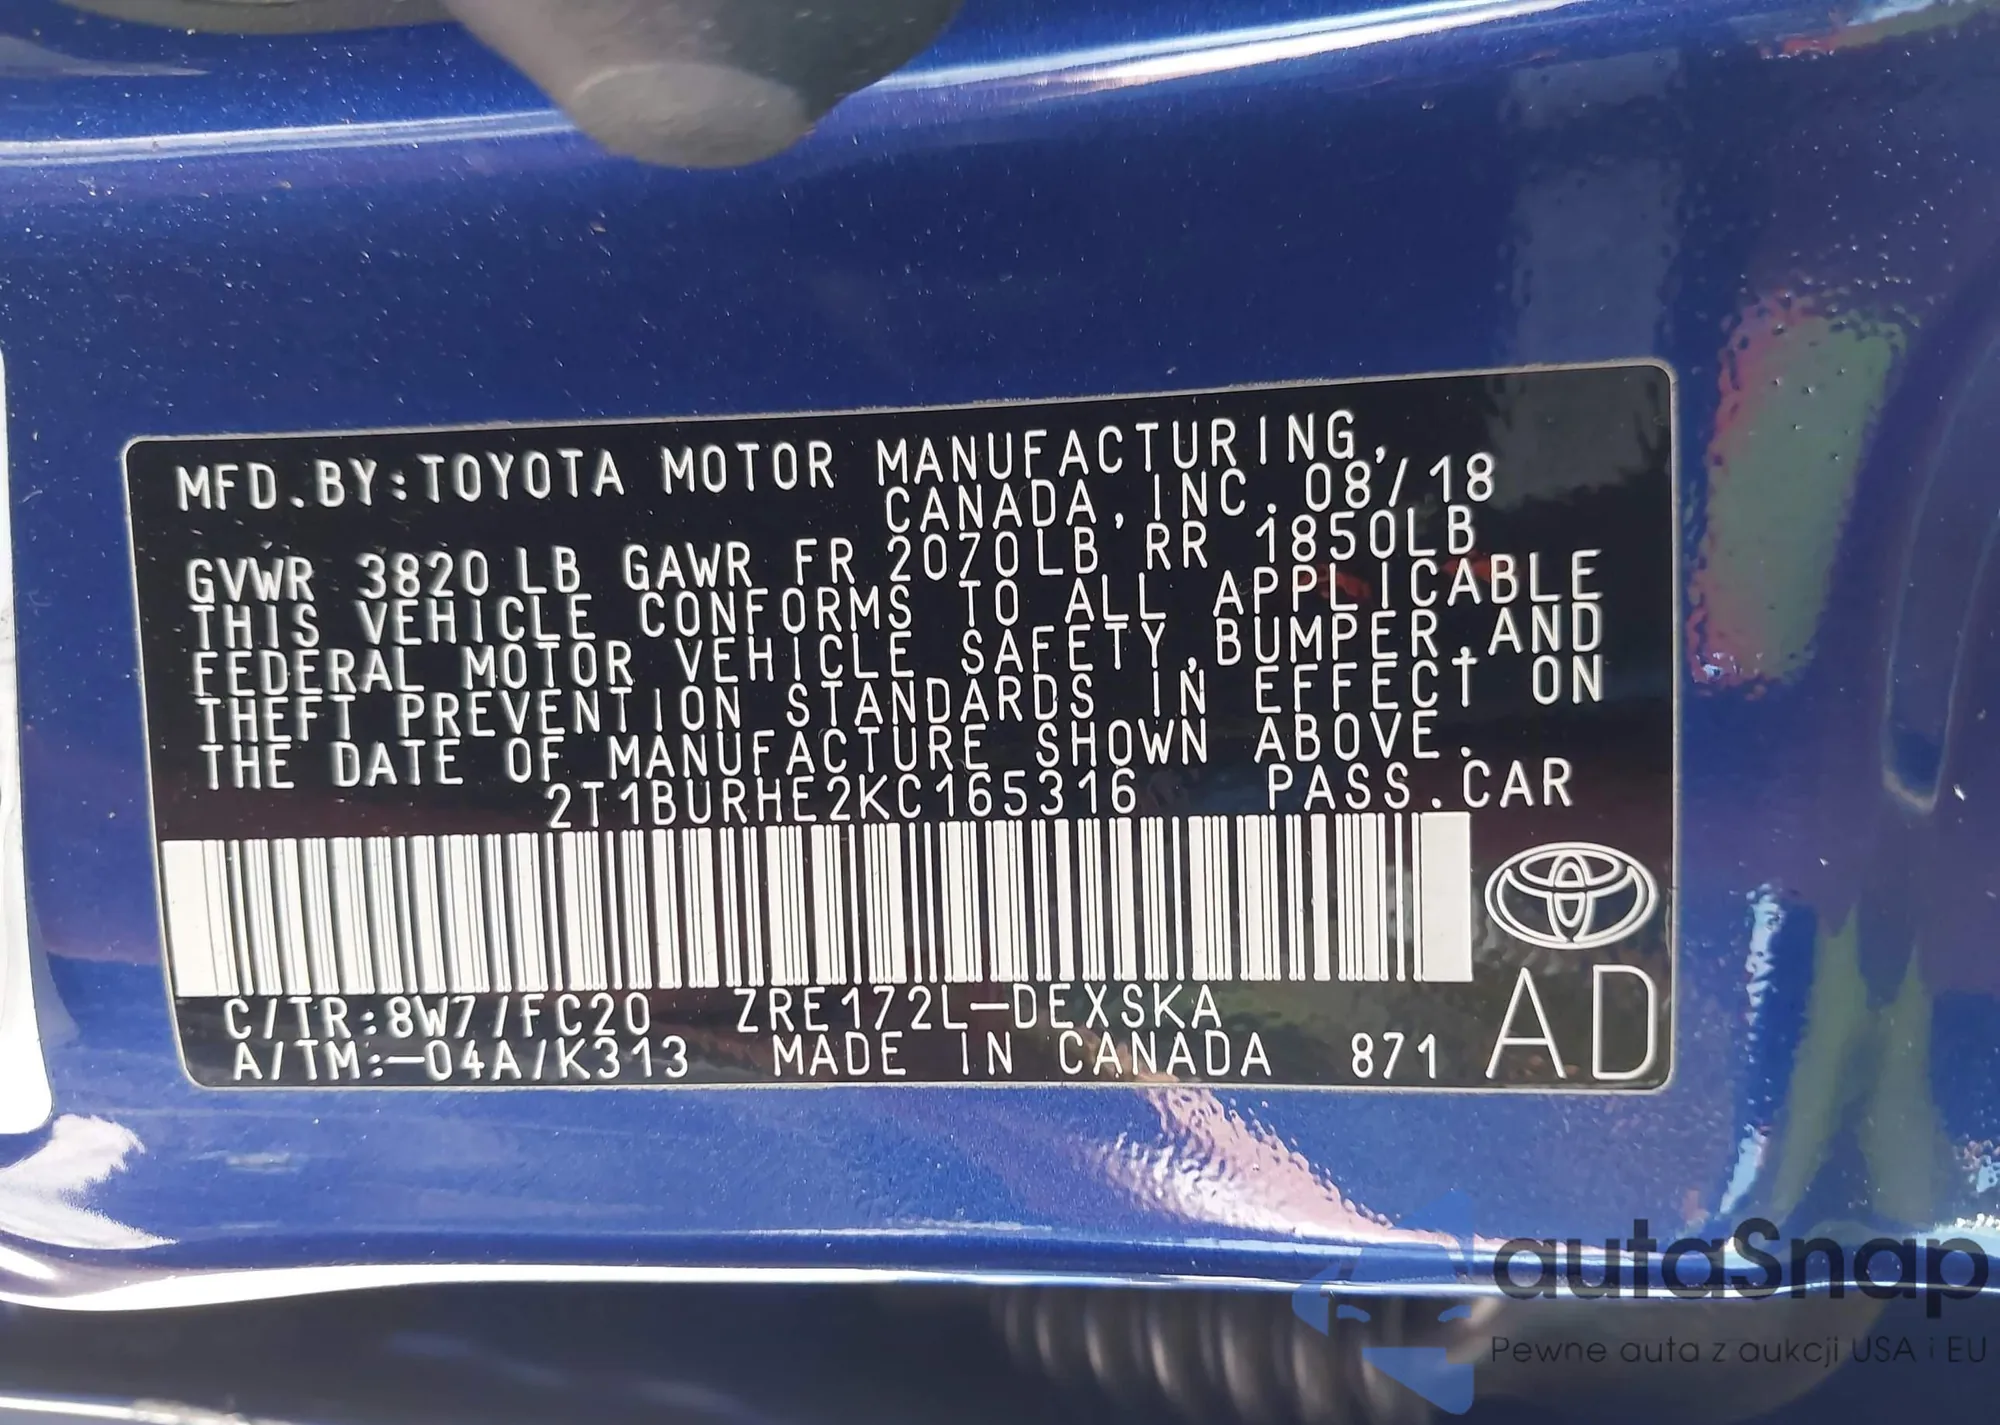 MFD.BY:TOYOTA MOTOR MANUFACTURING,
CANADA,INC. 08/18
GVWR 3820LB GAWR FR 2070LB RR 1850LB
THIS VEHICLE CONFORMS TO ALL APPLICABLE
FEDERAL MOTOR VEHICLE SAFETY,BUMPER,AND
THEFT PREVENTION STANDARDS IN EFFECT ON
THE DATE OF MANUFACTURE SHOWN ABOVE.
2T1BURHE2KC165316 PASS.CAR
C/TR:8W7/FC20 ZRE172L-DEXSKA
A/TM:-04A/K313 MADE IN CANADA 871 AD
autaSnap
Pewne auta z aukcji USA i EU